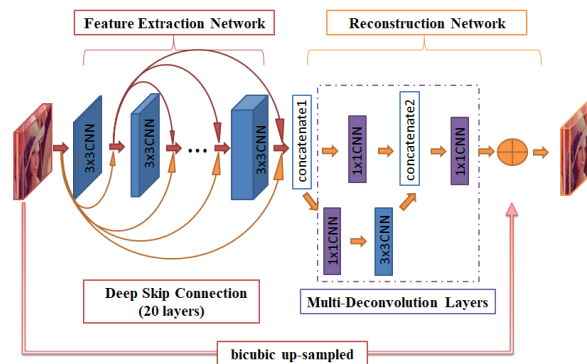 Feature Extraction Network
Reconstruction Network
3x3CNN
3x3CNN
...
3x3CNN
concatenate1
1x1CNN
concatenate2
1x1CNN
1x1CNN
3x3CNN
Deep Skip Connection
(20 layers)
Multi-Deconvolution Layers
bicubic up-sampled